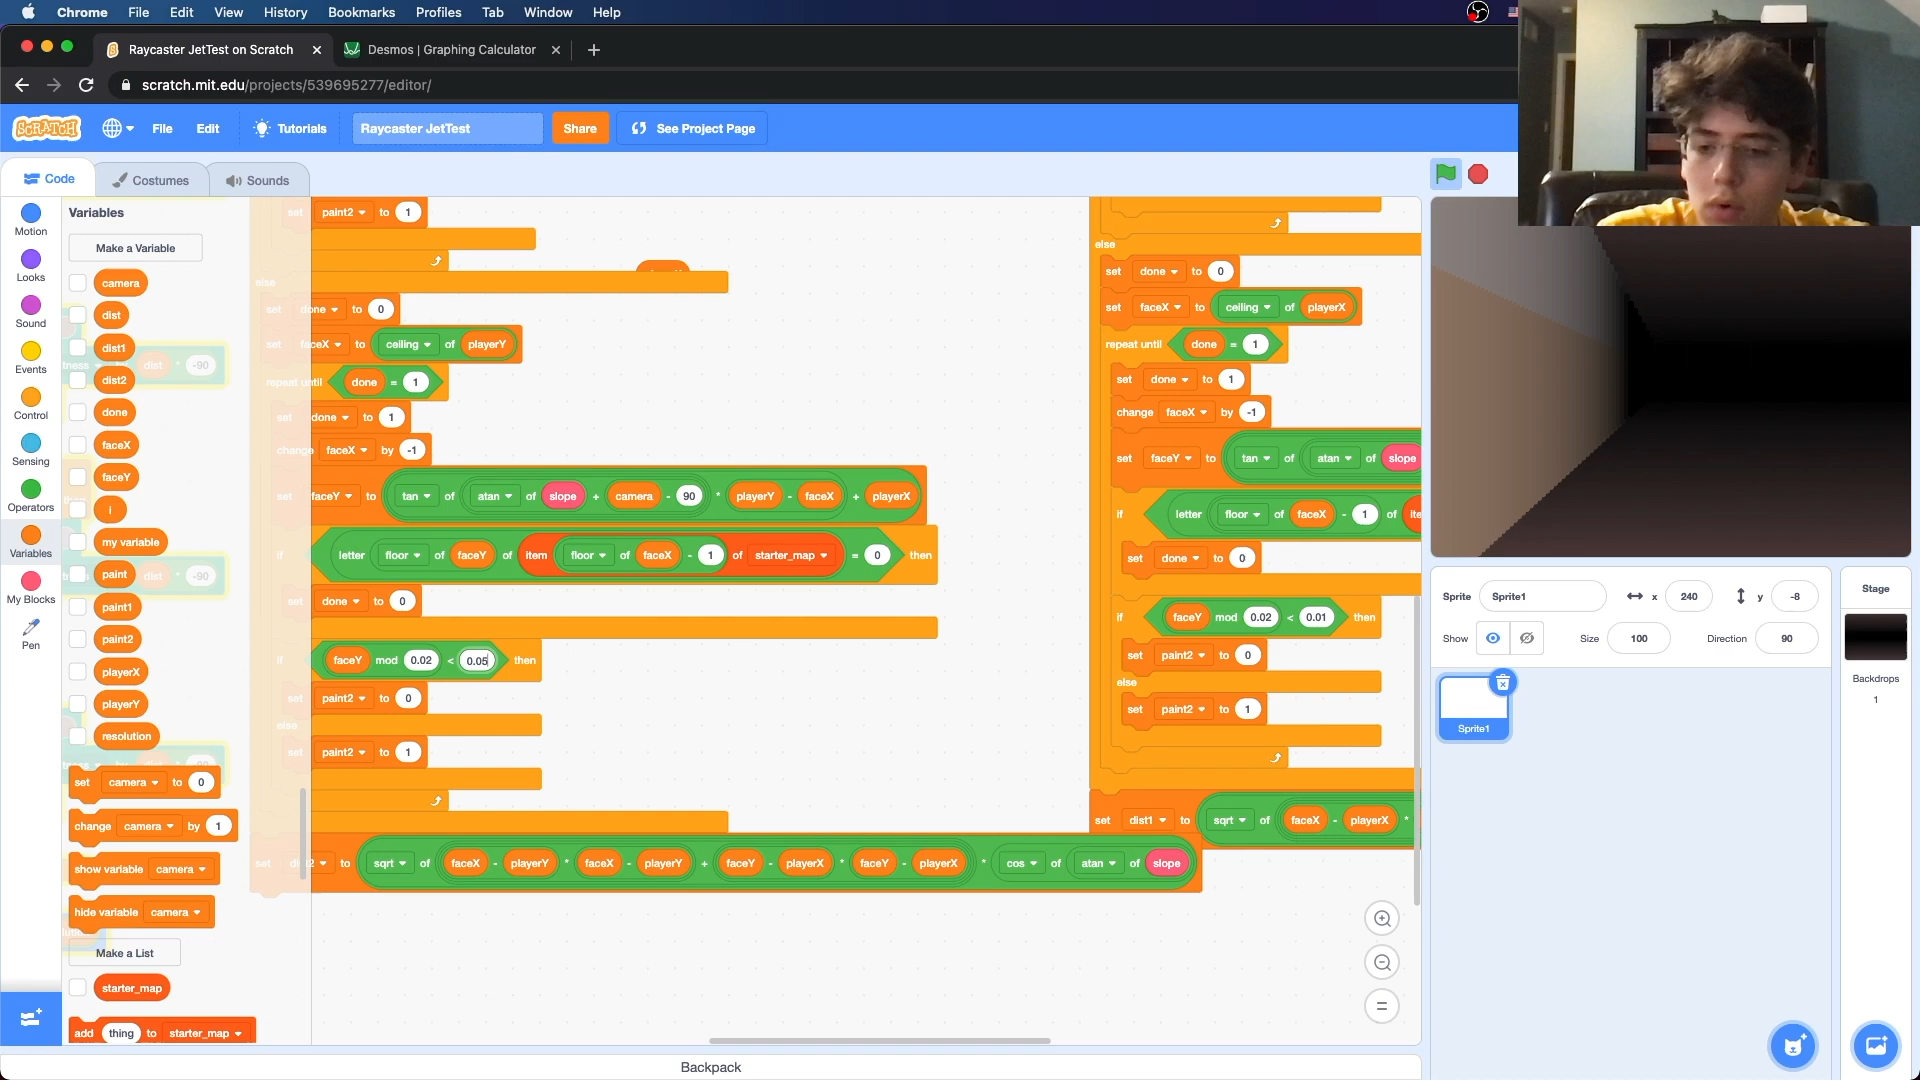 Chrome File Edit View History Bookmarks Profiles Tab Window Help
Raycaster JetTest on Scratch
Desmos | Graphing Calculator
scratch.mit.edu/projects/539695277/editor/
SCRATCH File Edit Tutorials Raycaster JetTest Share See Project Page
Code Costumes Sounds
Motion
Looks
Sound
Events
Control
Sensing
Operators
Variables
My Blocks
Pen
Variables
Make a Variable
camera
dist
dist1
dist2
done
faceX
faceY
i
my variable
paint
paint1
paint2
playerX
playerY
resolution
set camera to 0
change camera by 1
show variable camera
hide variable camera
Make a List
starter_map
add thing to starter_map
dist * -90
dist * -90
set paint2 to 1
else
set done to 0
set faceX to ceiling of playerY
repeat until done = 1
set done to 1
change faceX by -1
set faceY to tan of atan of slope + camera - 90 * playerY - faceX + playerX
if letter floor of faceY of item floor of faceX - 1 of starter_map = 0 then
set done to 0
if faceY mod 0.02 < 0.05 then
set paint2 to 0
else
set paint2 to 1
set dist2 to sqrt of faceX - playerY * faceX - playerY + faceY - playerX * faceY - playerX * cos of atan of slope
else
set done to 0
set faceX to ceiling of playerX
repeat until done = 1
set done to 1
change faceX by -1
set faceY to tan of atan of slope
if letter floor of faceX - 1 of ite
set done to 0
if faceY mod 0.02 < 0.01 then
set paint2 to 0
else
set paint2 to 1
set dist1 to sqrt of faceX - playerX *
Backpack
Sprite Sprite1 x 240 y -8
Show Size 100 Direction 90
Sprite1
Stage
Backdrops
1